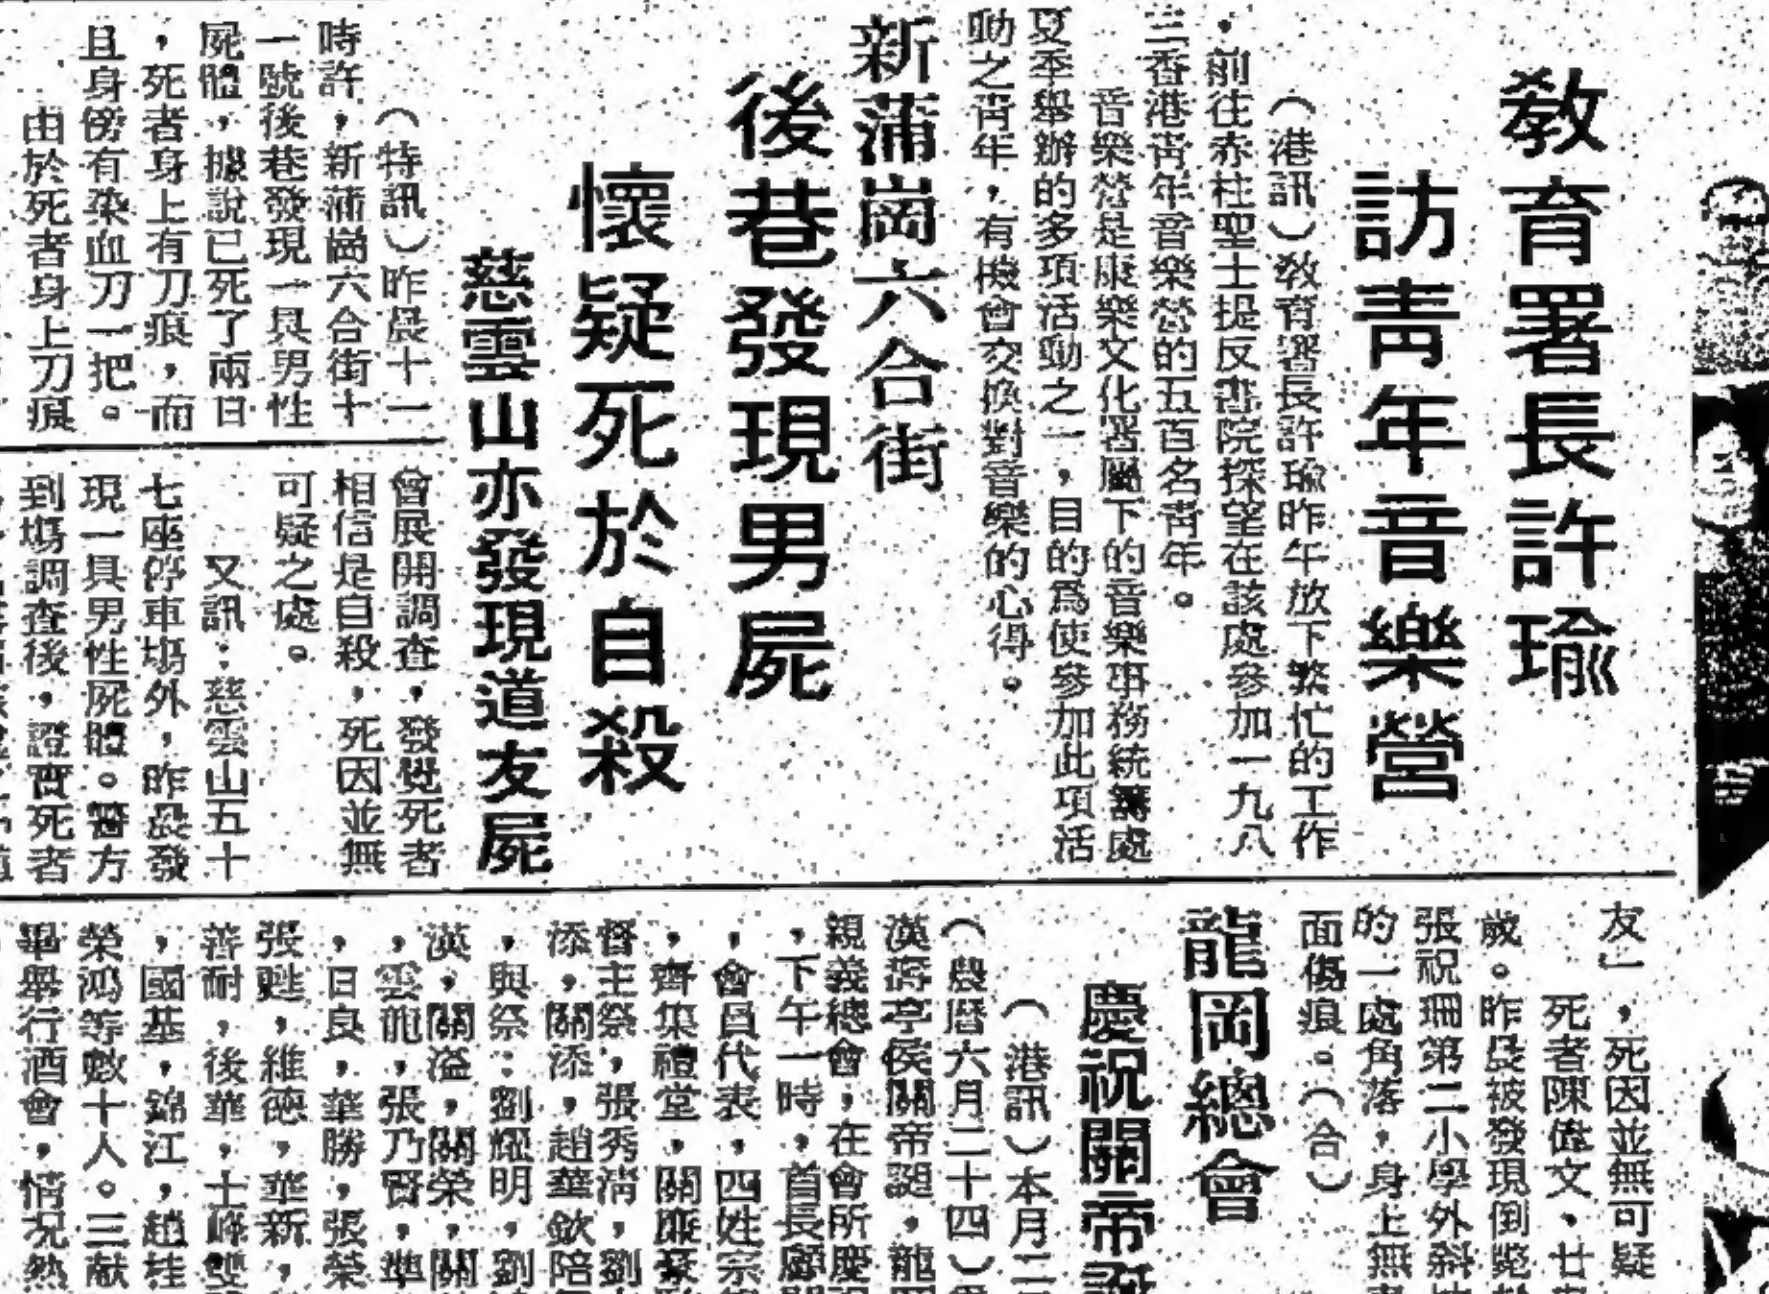 教育署長許瑜
訪青年音樂營
（港訊）教育署長許瑜昨午放下繁忙的工作
，前往赤柱聖士提反書院探望在該處參加一九八
三香港青年音樂營的五百名青年。
音樂營是康樂文化署屬下的音樂事務統籌處
夏季舉辦的多項活動之一，目的為使參加此項活
動之青年，有機會交換對音樂的心得。
新蒲崗六合街
後巷發現男屍
懷疑死於自殺
慈雲山亦發現道友屍
（特訊）昨晨十一
時許，新蒲崗六合街十
一號後巷發現一具男性
屍體，據說已死了兩日
，死者身上有刀痕，而
且身傍有染血刀一把。
由於死者身上刀痕
會展開調查，發覺死者
相信是自殺，死因並無
可疑之處。
又訊：慈雲山五十
七座停車場外，昨晨發
現一具男性屍體。警方
到場調查後，證實死者
友」，死因並無可疑
死者陳偉文，廿
歲。昨晨被發現倒斃
張祝珊第二小學外斜
的一處角落，身上無
面傷痕。（合）
龍岡總會
慶祝關帝誕
（港訊）本月二
（農曆六月二十四）
漢壽亭侯關帝誕，龍
親義總會，在會所慶
，下午一時，首長
，會員代表，四姓宗
，齊集禮堂，關
督主祭，張秀清，劉
添，關添，趙華欽陪
，與祭：劉耀明，劉
漢，關溢，關榮，關
，雲龍，張乃賢，準
，日良，華勝，張榮
張甦，維德，華新，
善耐，後華，士峰，雙
，國基，錦江，趙桂
榮鴻等數十人。三献
畢舉行酒會，情況熱